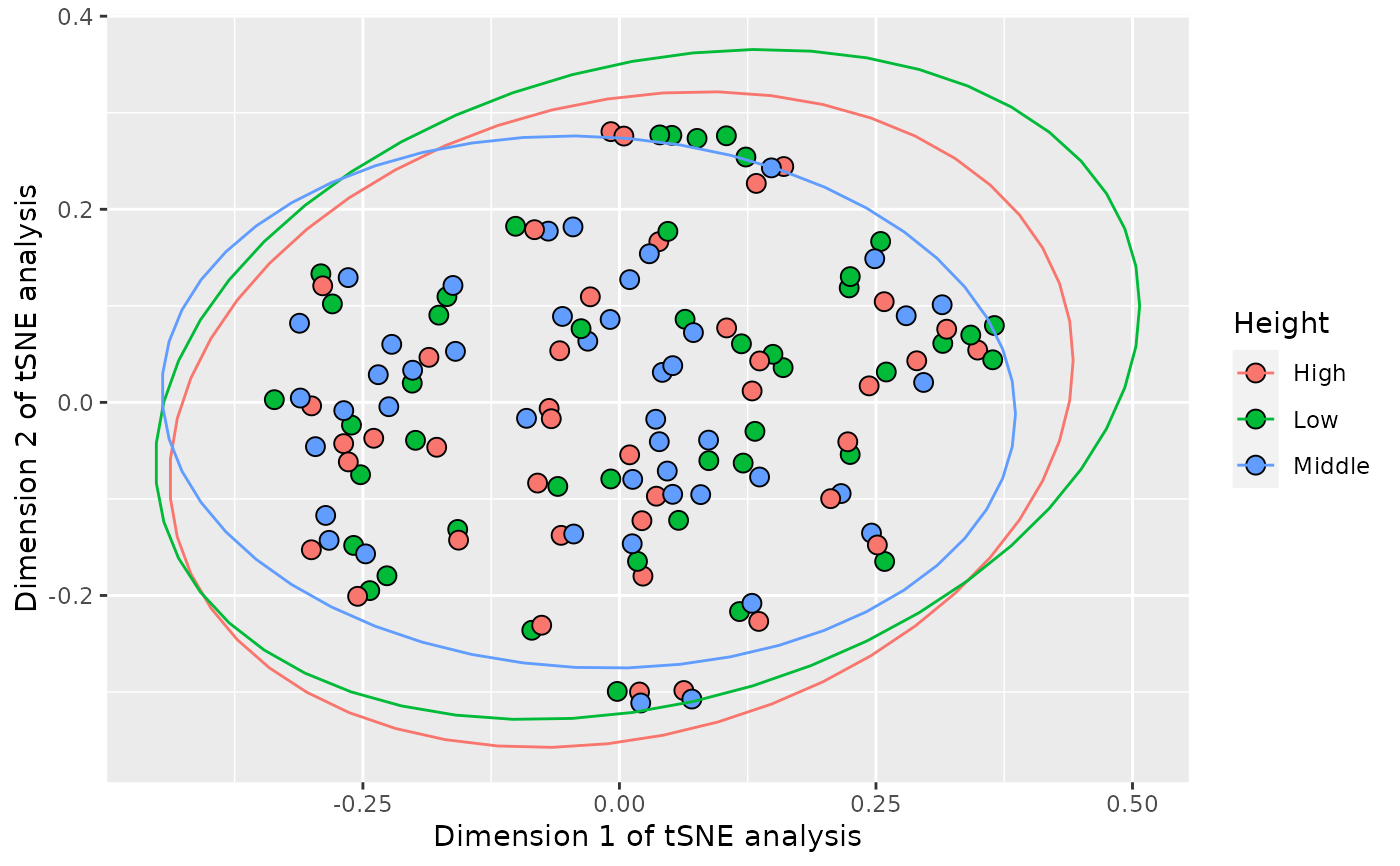 0.4
0.2
0.0
-0.2
Dimension 2 of tSNE analysis
-0.25
0.00
0.25
0.50
Dimension 1 of tSNE analysis
Height
High
Low
Middle